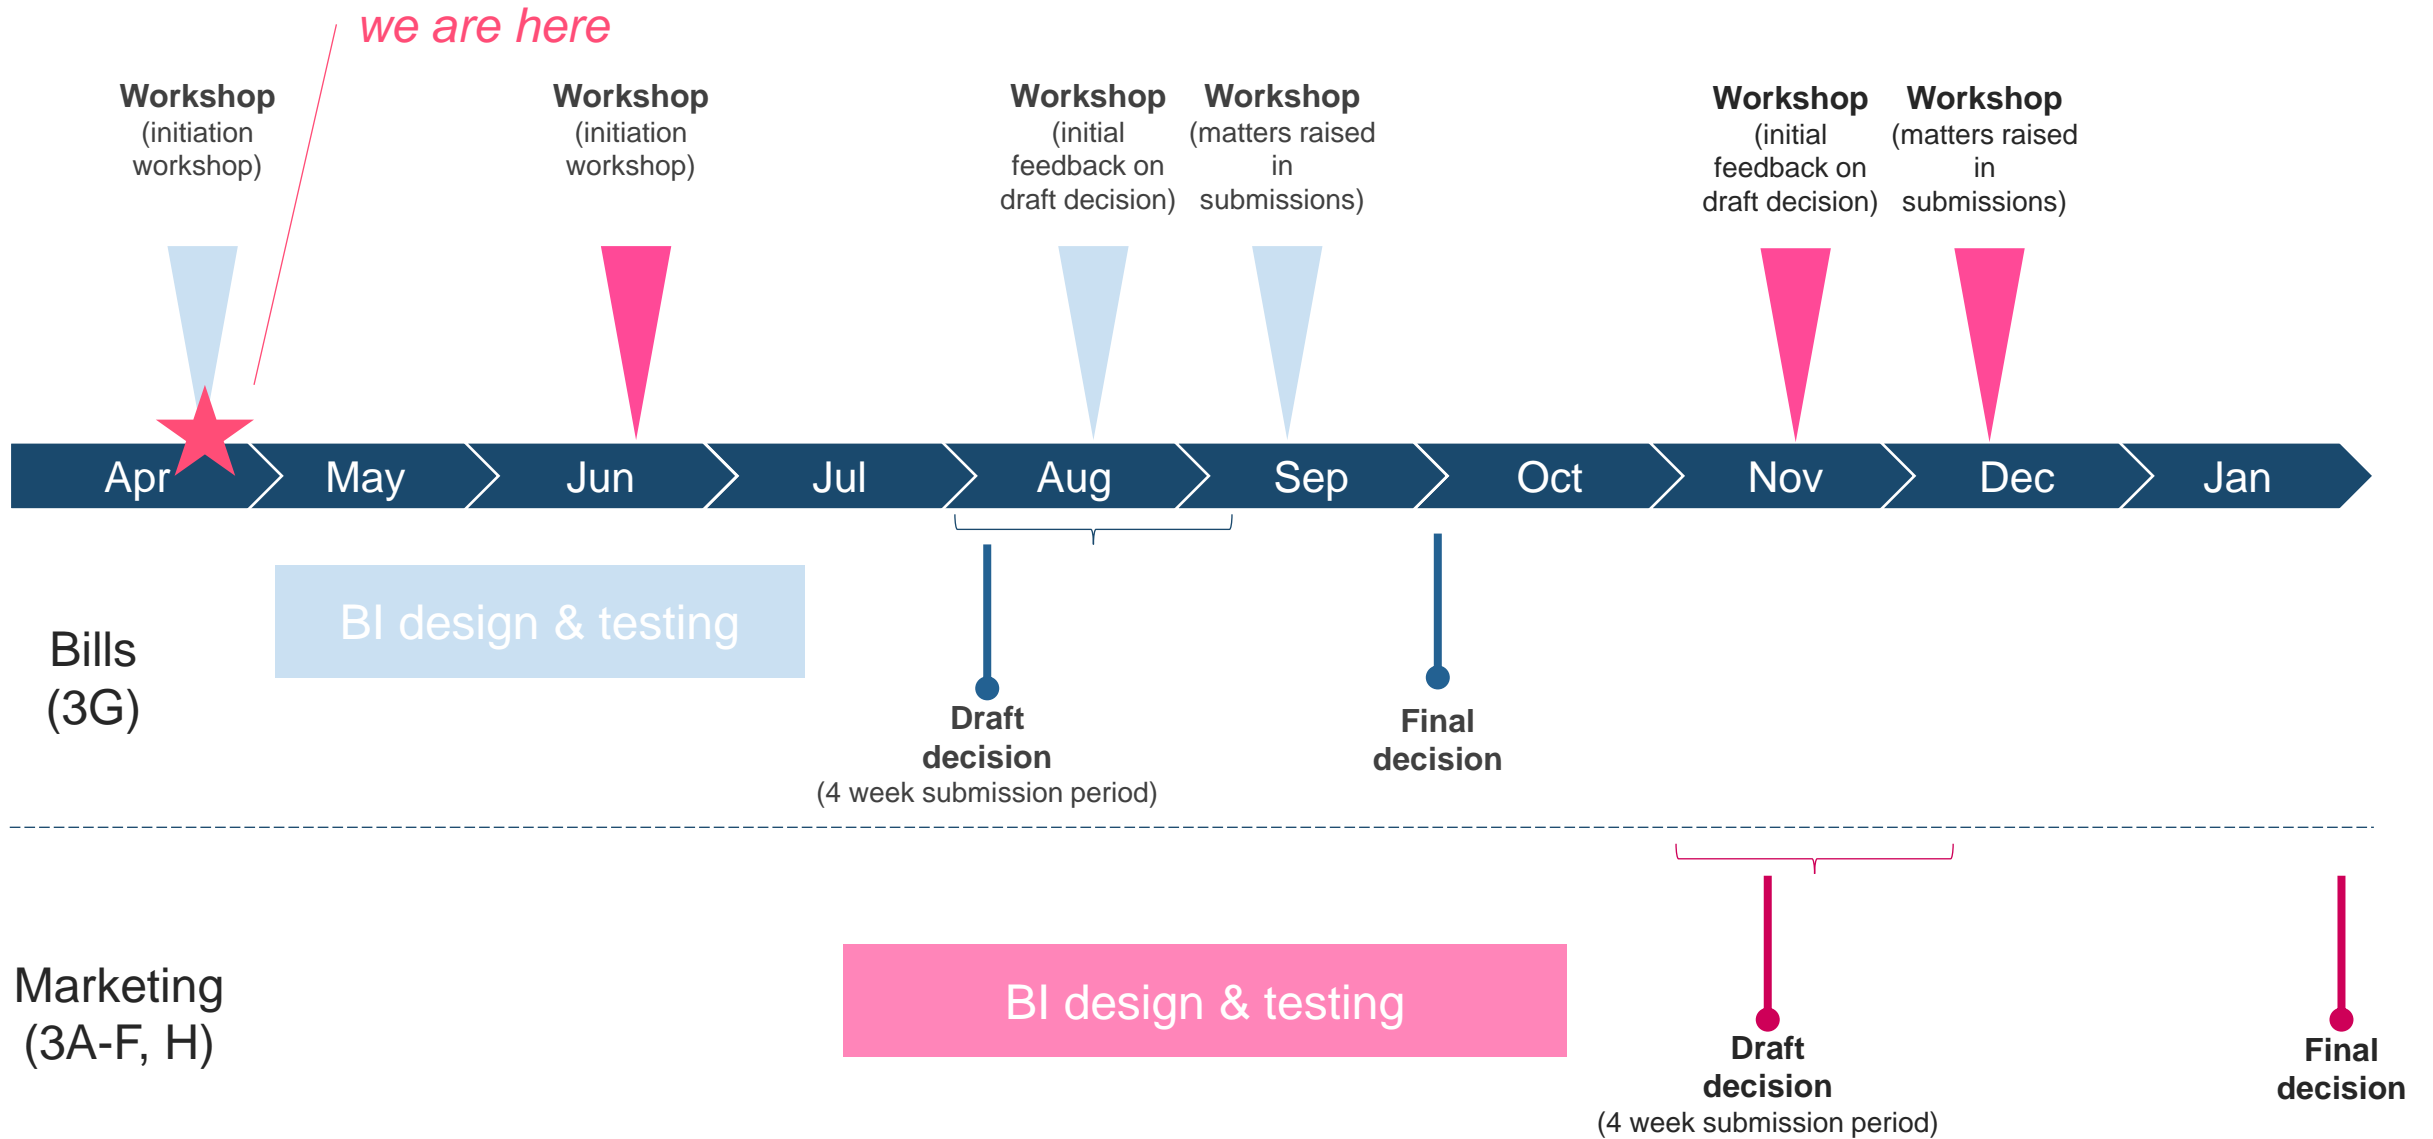 we are here
Workshop
(initiation
workshop)
Workshop
(initiation
workshop)
Workshop
(initial
feedback on
draft decision)
Workshop
(matters raised
in
submissions)
Workshop
(initial
feedback on
draft decision)
Workshop
(matters raised
in
submissions)
Apr
May
Jun
Jul
Aug
Sep
Oct
Nov
Dec
Jan
Bills
(3G)
BI design & testing
Draft
decision
(4 week submission period)
Final
decision
Marketing
(3A-F, H)
BI design & testing
Draft
decision
(4 week submission period)
Final
decision